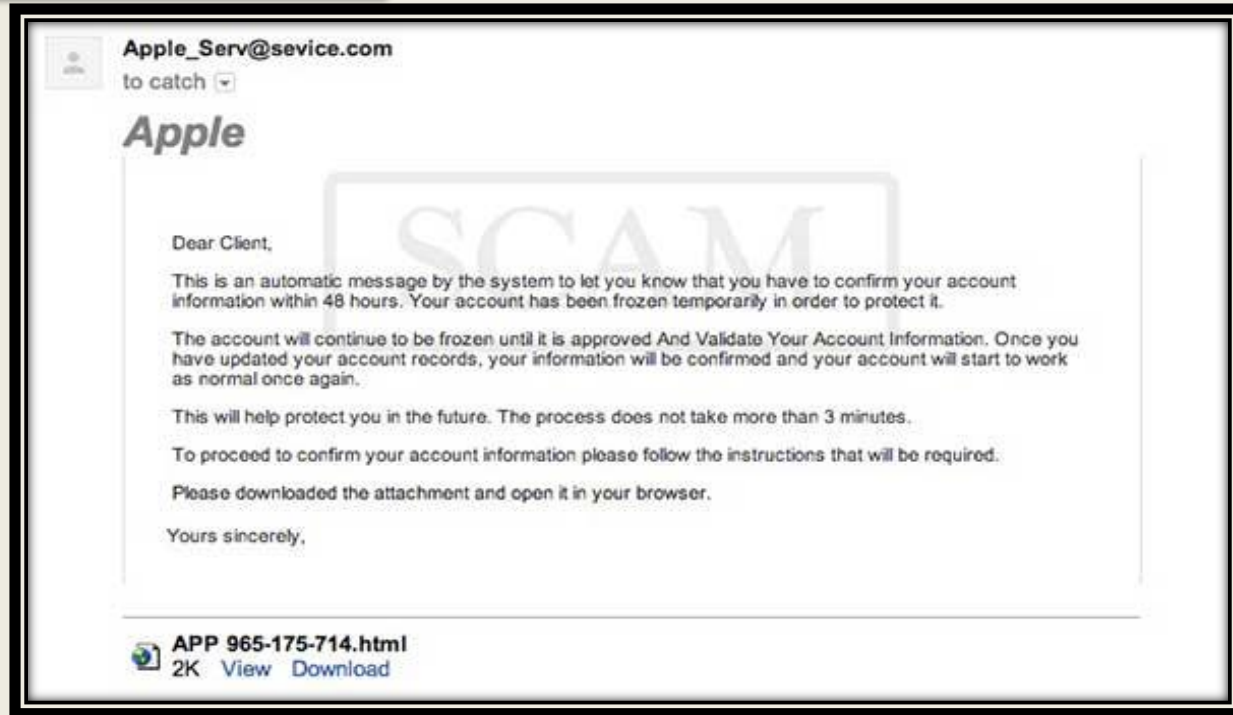 Apple_Serv@sevice.com
to catch
Apple
SCAM
Dear Client,
This is an automatic message by the system to let you know that you have to confirm your account
information within 48 hours. Your account has been frozen temporarily in order to protect it.
The account will continue to be frozen until it is approved And Validate Your Account Information. Once you
have updated your account records, your information will be confirmed and your account will start to work
as normal once again.
This will help protect you in the future. The process does not take more than 3 minutes.
To proceed to confirm your account information please follow the instructions that will be required.
Please downloaded the attachment and open it in your browser.
Yours sincerely,
APP 965-175-714.html
2K View Download